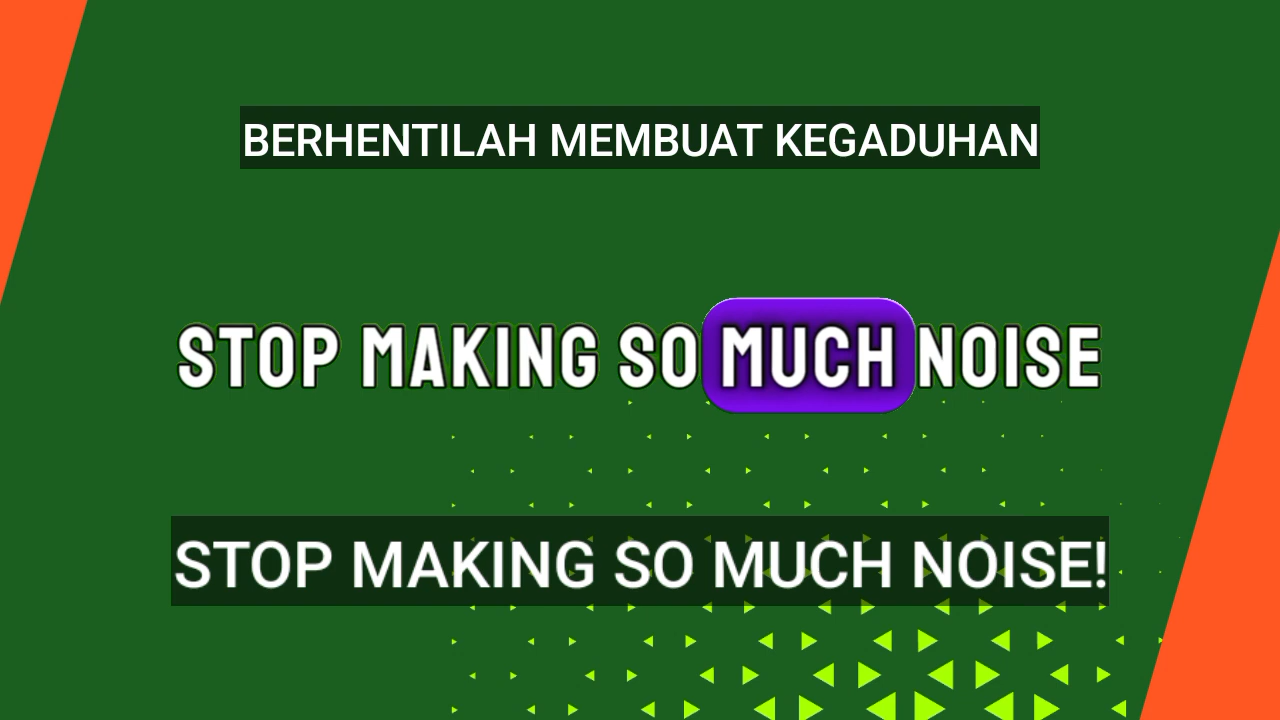 BERHENTILAH MEMBUAT KEGADUHAN
STOP MAKING SO MUCH NOISE
STOP MAKING SO MUCH NOISE!